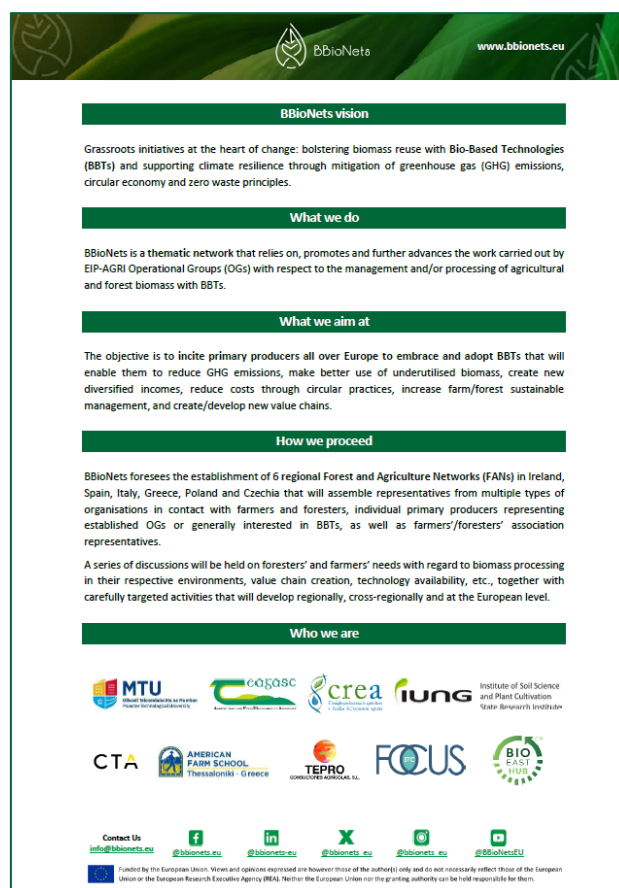 BBioNets
www.bbionets.eu
BBioNets vision
Grassroots initiatives at the heart of change: bolstering biomass reuse with Bio-Based Technologies
(BBTs) and supporting climate resilience through mitigation of greenhouse gas (GHG) emissions,
circular economy and zero waste principles.
What we do
BBioNets is a thematic network that relies on, promotes and further advances the work carried out by
EIP-AGRI Operational Groups (OGs) with respect to the management and/or processing of agricultural
and forest biomass with BBTs.
What we aim at
The objective is to incite primary producers all over Europe to embrace and adopt BBTs that will
enable them to reduce GHG emissions, make better use of underutilised biomass, create new
diversified incomes, reduce costs through circular practices, increase farm/forest sustainable
management, and create/develop new value chains.
How we proceed
BBioNets foresees the establishment of 6 regional Forest and Agriculture Networks (FANs) in Ireland,
Spain, Italy, Greece, Poland and Czechia that will assemble representatives from multiple types of
organisations in contact with farmers and foresters, individual primary producers representing
established OGs or generally interested in BBTs, as well as farmers'/foresters' association
representatives.
A series of discussions will be held on foresters' and farmers' needs with regard to biomass processing
in their respective environments, value chain creation, technology availability, etc., together with
carefully targeted activities that will develop regionally, cross-regionally and at the European level.
Who we are
MTU
eagasc
crea
IUNG
Institute of Soil Science
and Plant Cultivation
State Research Institute
CTA
AMERICAN
FARM SCHOOL
Thessaloniki · Greece
TEPRO
CONSULTORES AGRICOLAS, S.L.
FOCUS
BIO
EAST
HUB
Contact Us
info@bbionets.eu
@bbionets.eu
@bbionets-eu
@bbionets_eu
@bbionets_eu
@BBioNetsEU
Funded by the European Union. Views and opinions expressed are however those of the author(s) only and do not necessarily reflect those of the European
Union or the European Research Executive Agency (REA). Neither the European Union nor the granting authority can be held responsible for them.